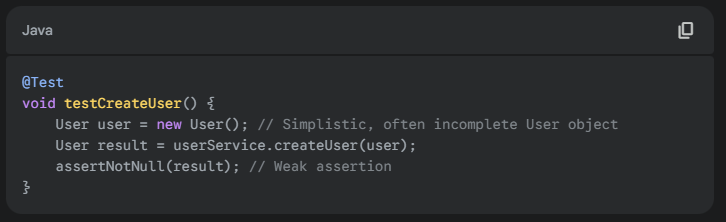 Java
@Test
void testCreateUser() {
    User user = new User(); // Simplistic, often incomplete User object
    User result = userService.createUser(user);
    assertNotNull(result); // Weak assertion
}